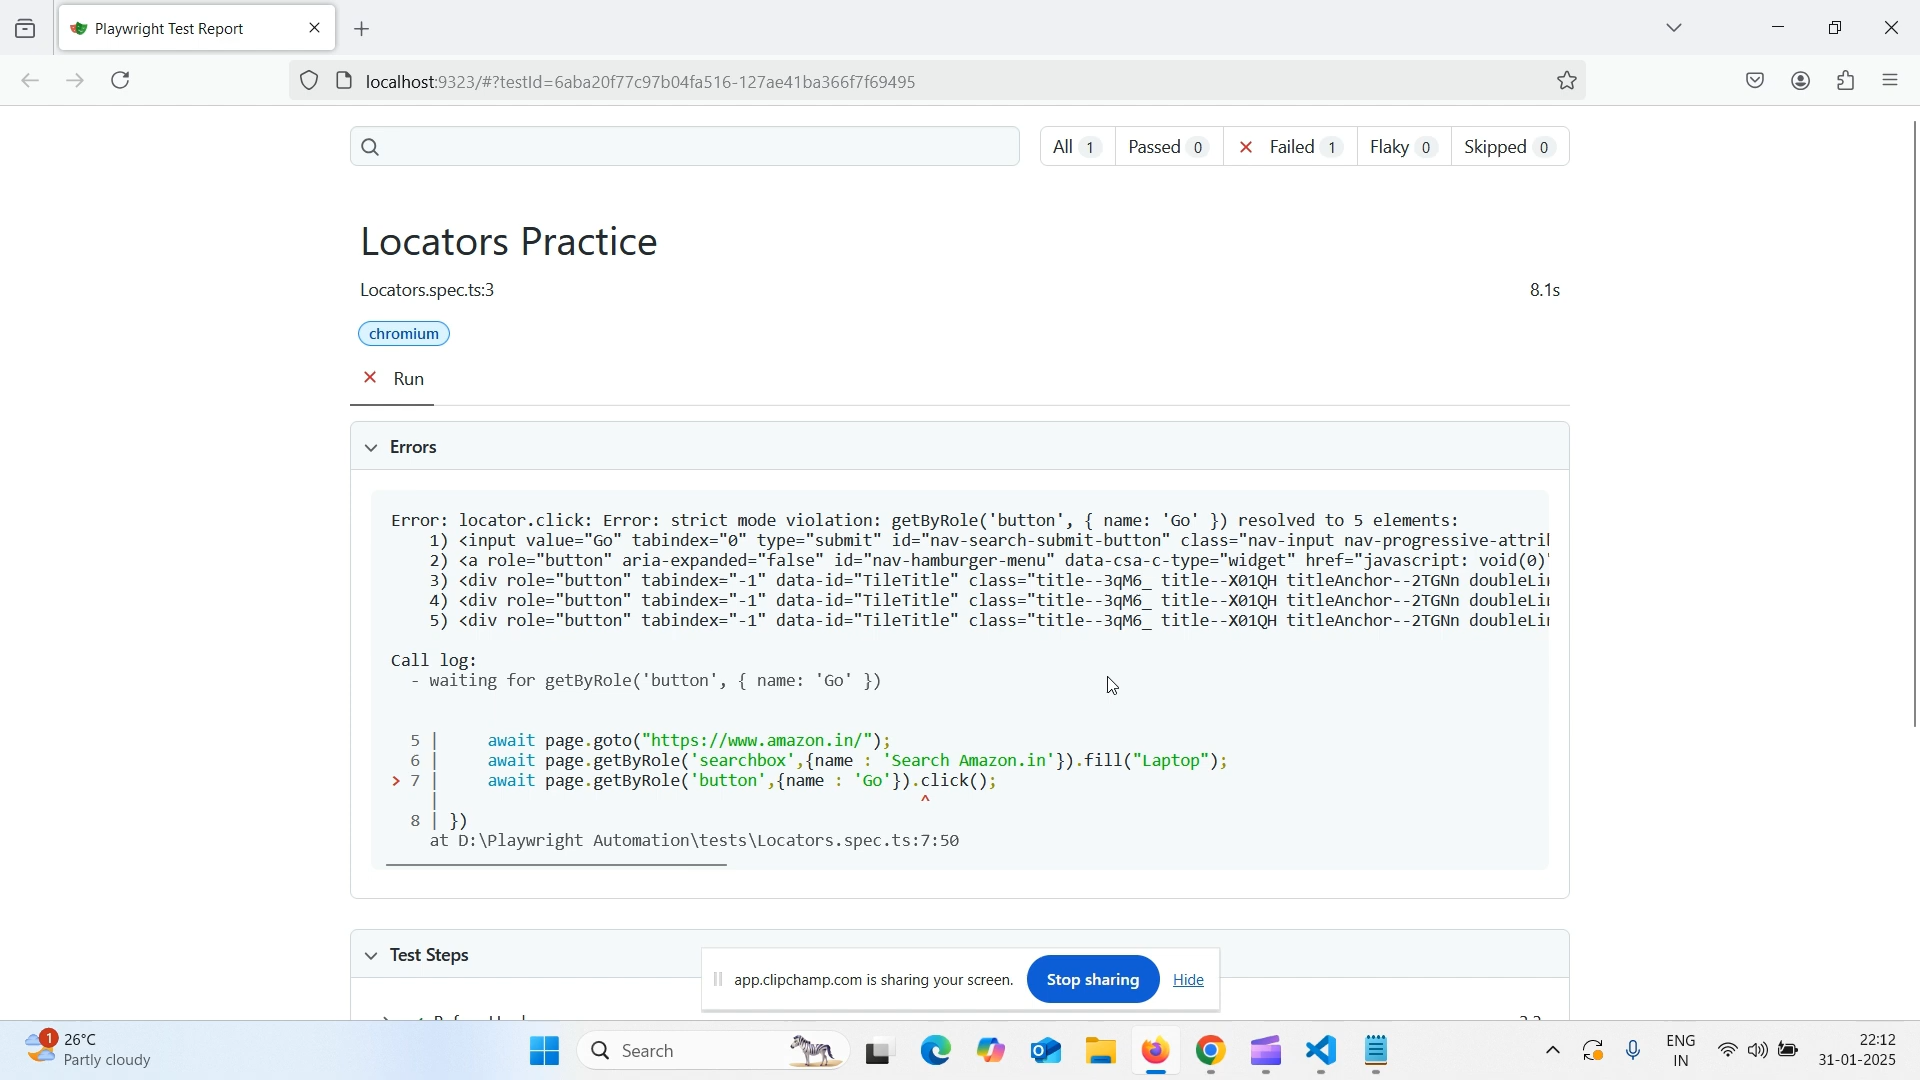 Playwright Test Report
localhost:9323/#?testId=6aba20f77c97b04fa516-127ae41ba366f7f69495
All 1 Passed 0 Failed 1 Flaky 0 Skipped 0
Locators Practice
Locators.spec.ts:3 8.1s
chromium
Run
Errors
Error: locator.click: Error: strict mode violation: getByRole('button', { name: 'Go' }) resolved to 5 elements:
1) <input value="Go" tabindex="0" type="submit" id="nav-search-submit-button" class="nav-input nav-progressive-attri
2) <a role="button" aria-expanded="false" id="nav-hamburger-menu" data-csa-c-type="widget" href="javascript: void(0)"
3) <div role="button" tabindex="-1" data-id="TileTitle" class="title--3qM6_ title--X01QH titleAnchor--2TGNn doubleLi
4) <div role="button" tabindex="-1" data-id="TileTitle" class="title--3qM6_ title--X01QH titleAnchor--2TGNn doubleLi
5) <div role="button" tabindex="-1" data-id="TileTitle" class="title--3qM6_ title--X01QH titleAnchor--2TGNn doubleLi
Call log:
- waiting for getByRole('button', { name: 'Go' })
5 | await page.goto("https://www.amazon.in/");
6 | await page.getByRole('searchbox',{name : 'Search Amazon.in'}).fill("Laptop");
> 7 | await page.getByRole('button',{name : 'Go'}).click();
| ^
8 | })
at D:\Playwright Automation\tests\Locators.spec.ts:7:50
Test Steps
app.clipchamp.com is sharing your screen. Stop sharing Hide
1 26°C
Partly cloudy
Search
ENG
IN
22:12
31-01-2025